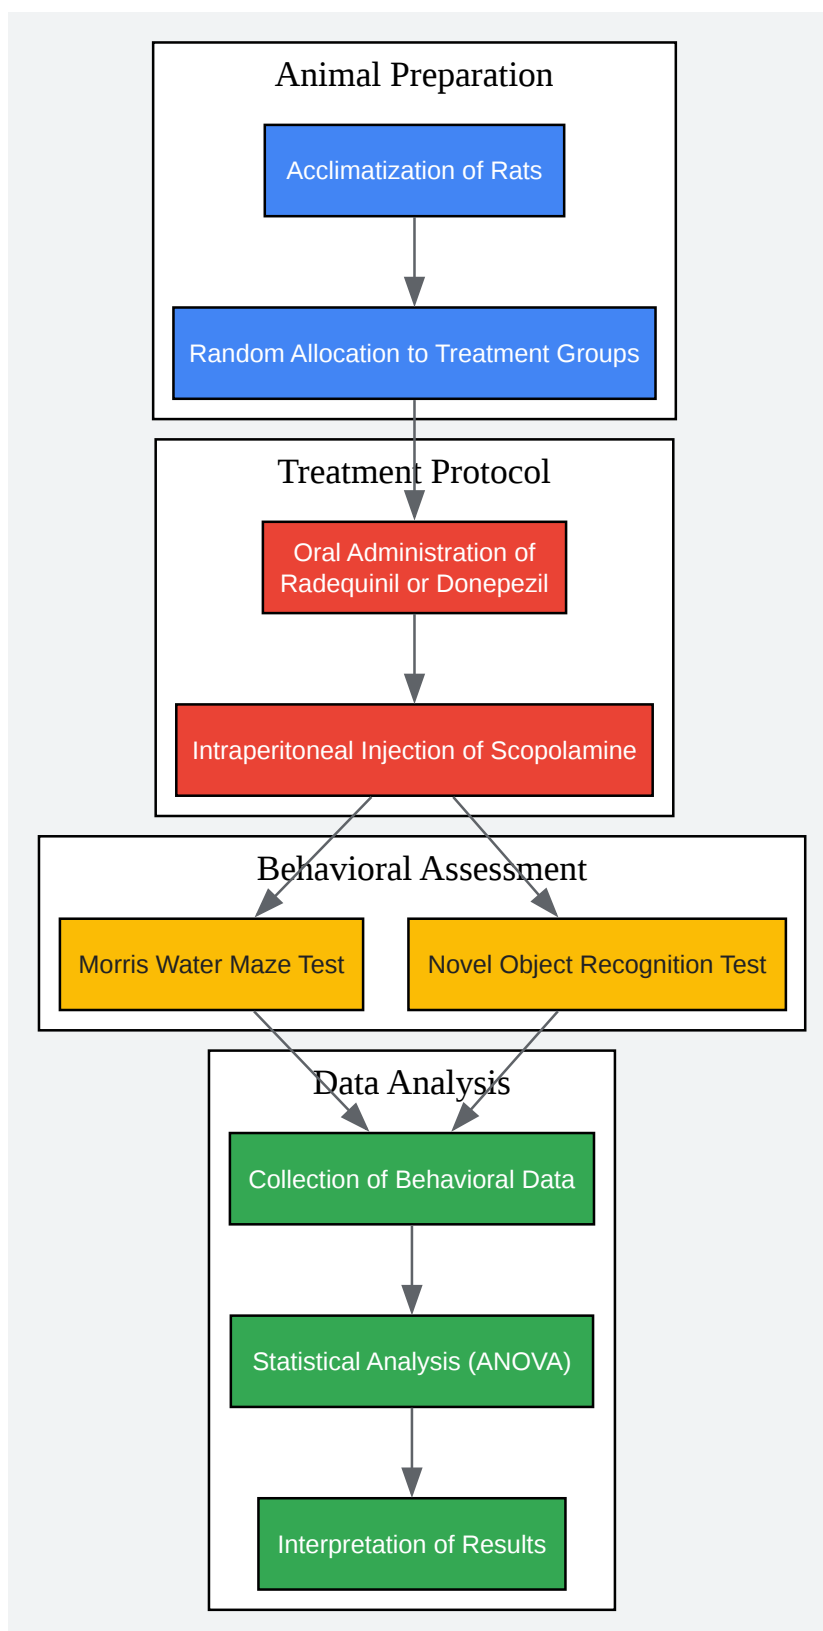 Animal Preparation
Acclimatization of Rats
Random Allocation to Treatment Groups
Treatment Protocol
Oral Administration of
Radequinil or Donepezil
Intraperitoneal Injection of Scopolamine
Behavioral Assessment
Morris Water Maze Test
Novel Object Recognition Test
Data Analysis
Collection of Behavioral Data
Statistical Analysis (ANOVA)
Interpretation of Results